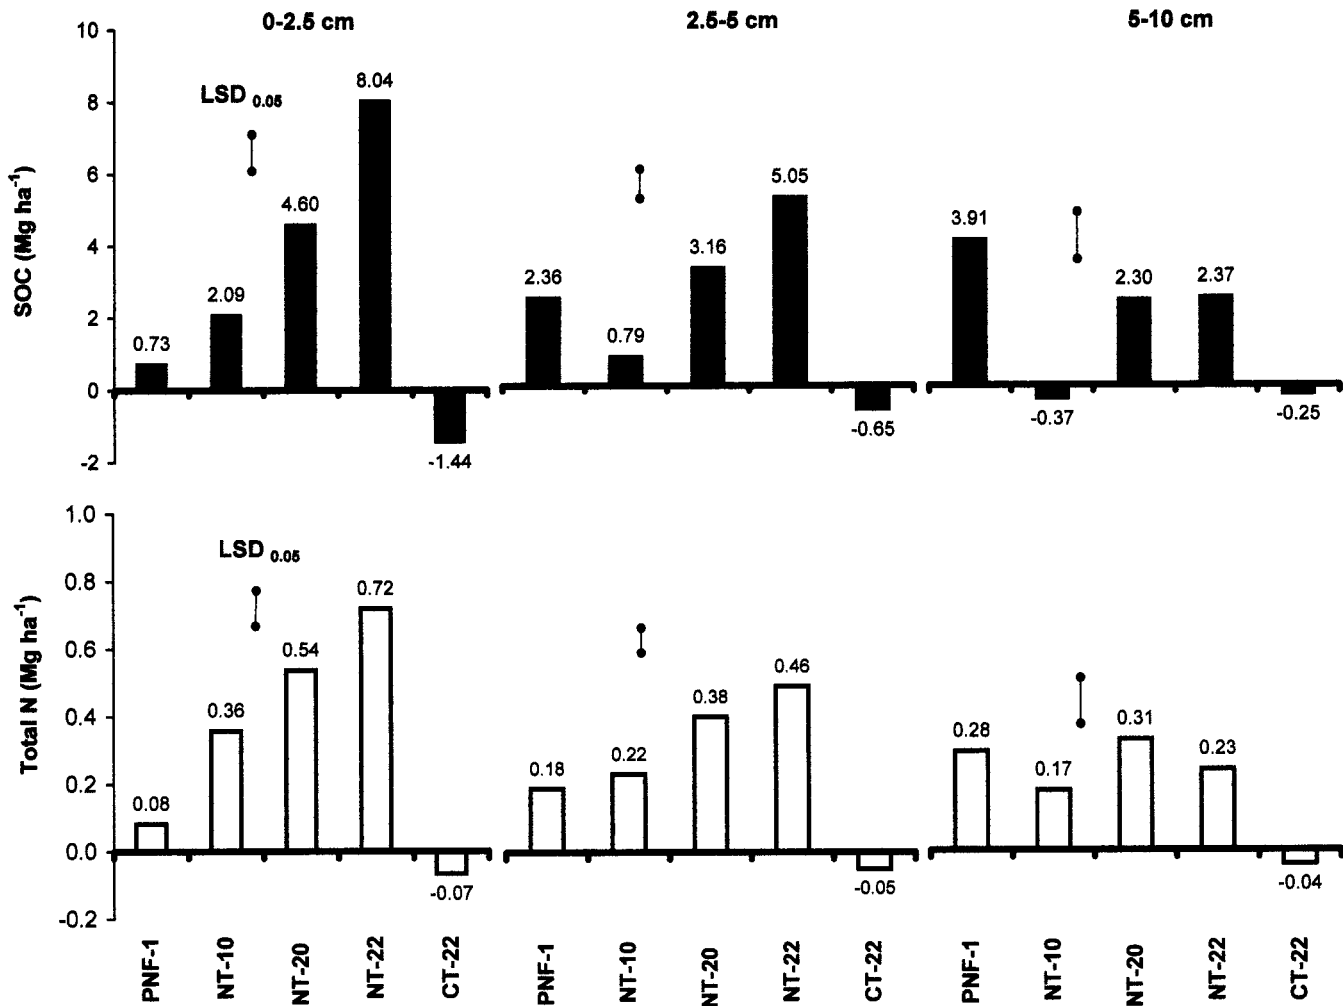 0-2.5 cm 2.5-5 cm 5-10 cm
SOC (Mg ha-1)
10
8
6
4
2
0
-2
LSD 0.05
0.73 2.09 4.60 8.04 -1.44
2.36 0.79 3.16 5.05 -0.65
3.91 -0.37 2.30 2.37 -0.25
Total N (Mg ha-1)
1.0
0.8
0.6
0.4
0.2
0.0
-0.2
LSD 0.05
0.08 0.36 0.54 0.72 -0.07
0.18 0.22 0.38 0.46 -0.05
0.28 0.17 0.31 0.23 -0.04
PNF-1 NT-10 NT-20 NT-22 CT-22
PNF-1 NT-10 NT-20 NT-22 CT-22
PNF-1 NT-10 NT-20 NT-22 CT-22